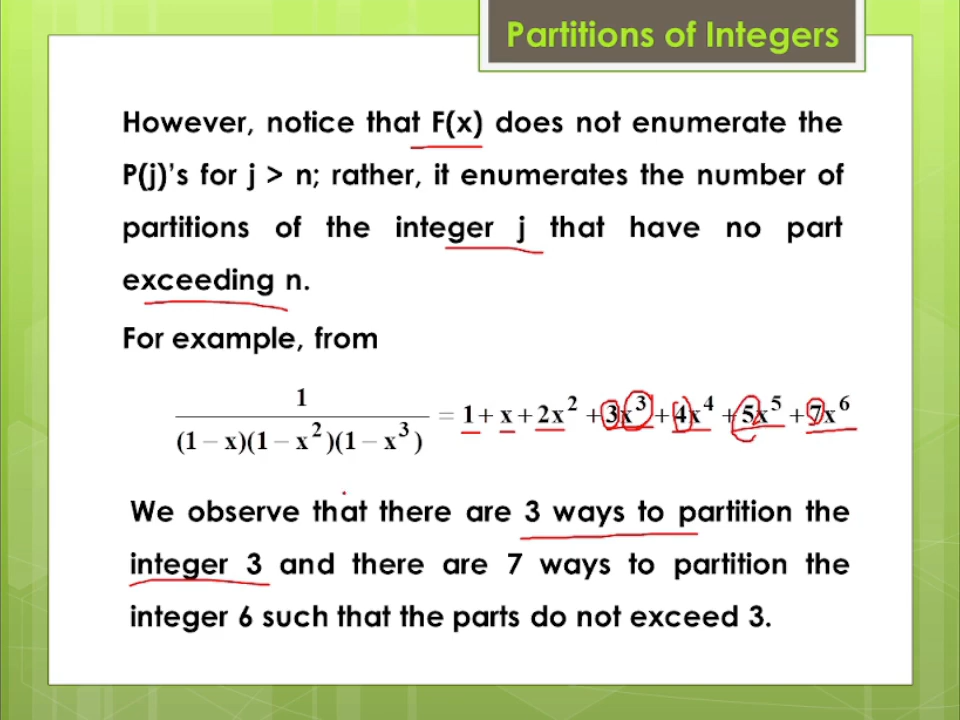 Partitions of Integers
However, notice that F(x) does not enumerate the
P(j)'s for j > n; rather, it enumerates the number of
partitions of the integer j that have no part
exceeding n.
For example, from
1/((1 − x)(1 − x²)(1 − x³)) = 1 + x + 2x² + 3x³ + 4x⁴ + 5x⁵ + 7x⁶
We observe that there are 3 ways to partition the
integer 3 and there are 7 ways to partition the
integer 6 such that the parts do not exceed 3.